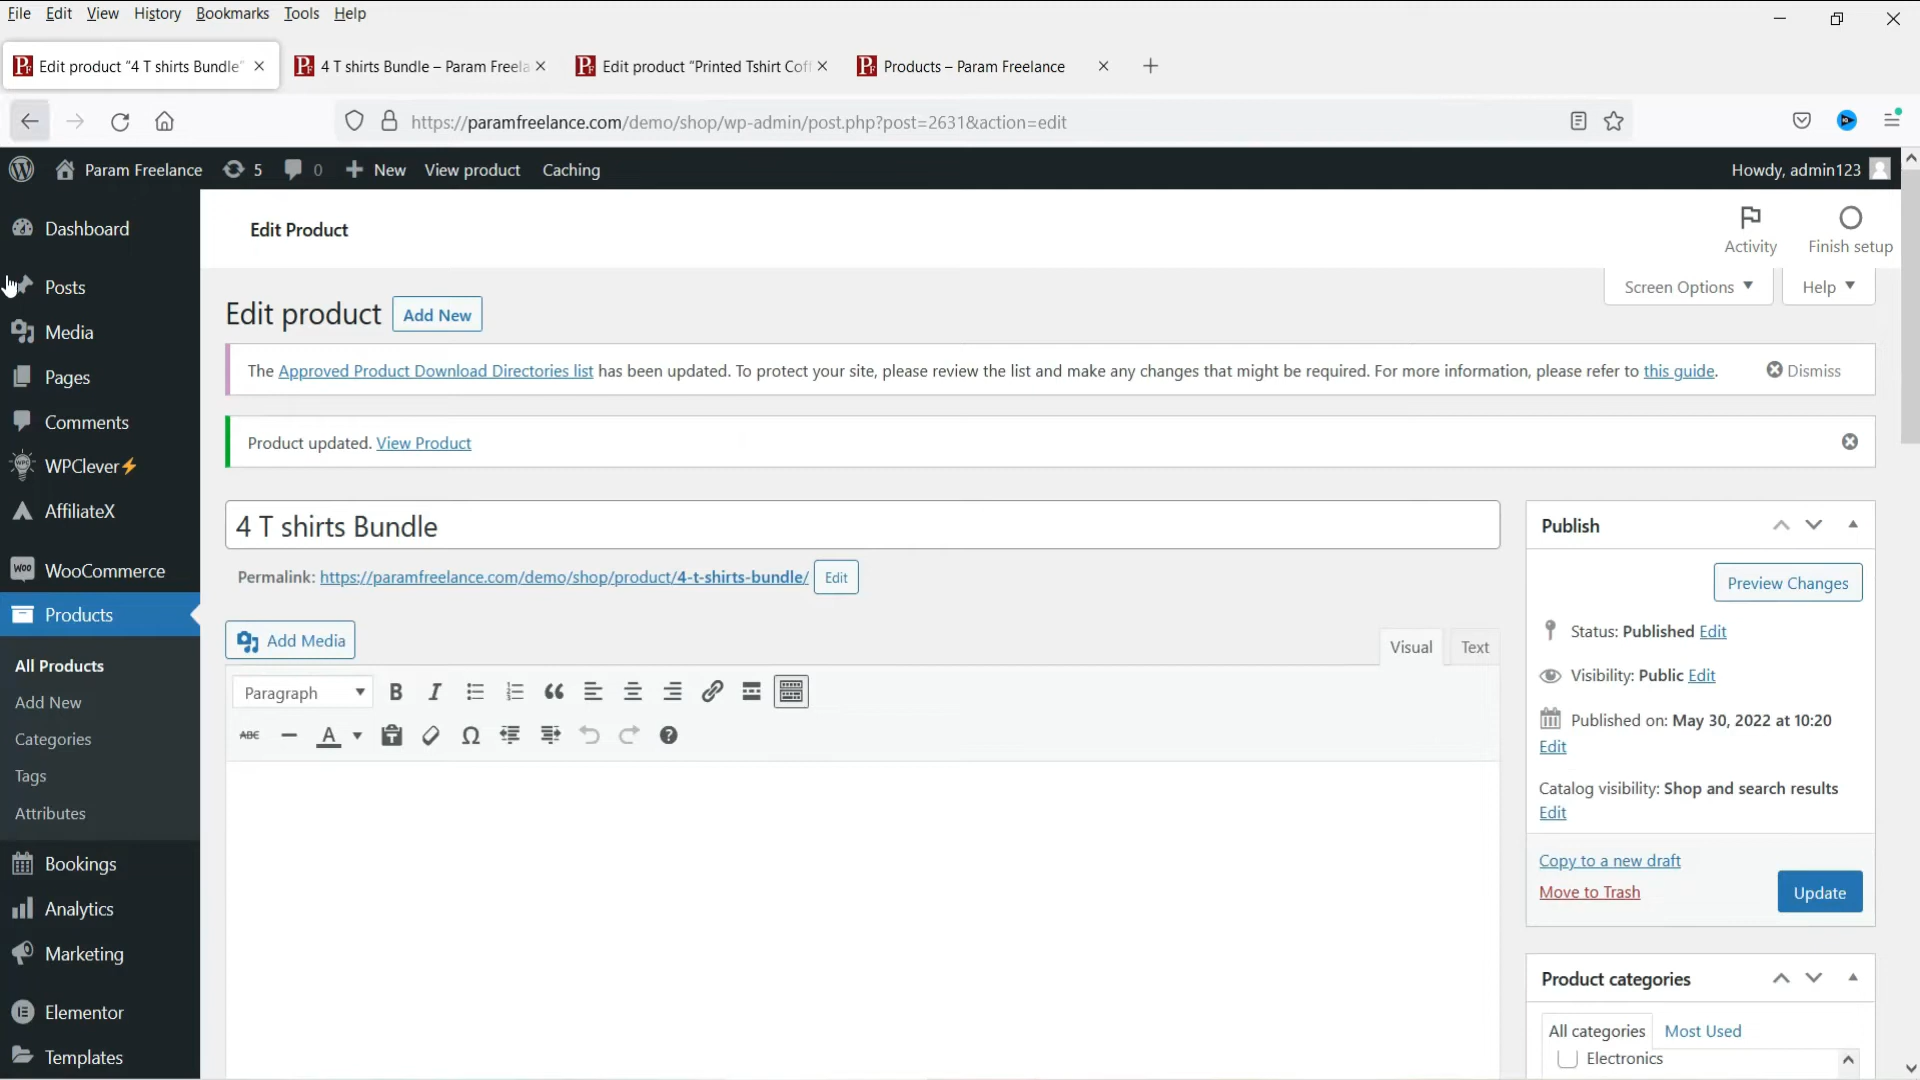 File Edit View History Bookmarks Tools Help
Edit product "4 T shirts Bundle"
4 T shirts Bundle – Param Freela
Edit product "Printed Tshirt Cof
Products – Param Freelance
https://paramfreelance.com/demo/shop/wp-admin/post.php?post=2631&action=edit
Param Freelance 5 0 New View product Caching
Howdy, admin123
Dashboard
Posts
Media
Pages
Comments
WPClever⚡
AffiliateX
WooCommerce
Products
All Products
Add New
Categories
Tags
Attributes
Bookings
Analytics
Marketing
Elementor
Templates
Edit Product
Activity
Finish setup
Screen Options
Help
Edit product Add New
The Approved Product Download Directories list has been updated. To protect your site, please review the list and make any changes that might be required. For more information, please refer to this guide.
Dismiss
Product updated. View Product
4 T shirts Bundle
Permalink: https://paramfreelance.com/demo/shop/product/4-t-shirts-bundle/ Edit
Add Media
Visual Text
Paragraph B I
ABC A Ω
Publish
Preview Changes
Status: Published Edit
Visibility: Public Edit
Published on: May 30, 2022 at 10:20
Edit
Catalog visibility: Shop and search results
Edit
Copy to a new draft
Move to Trash
Update
Product categories
All categories Most Used
Electronics